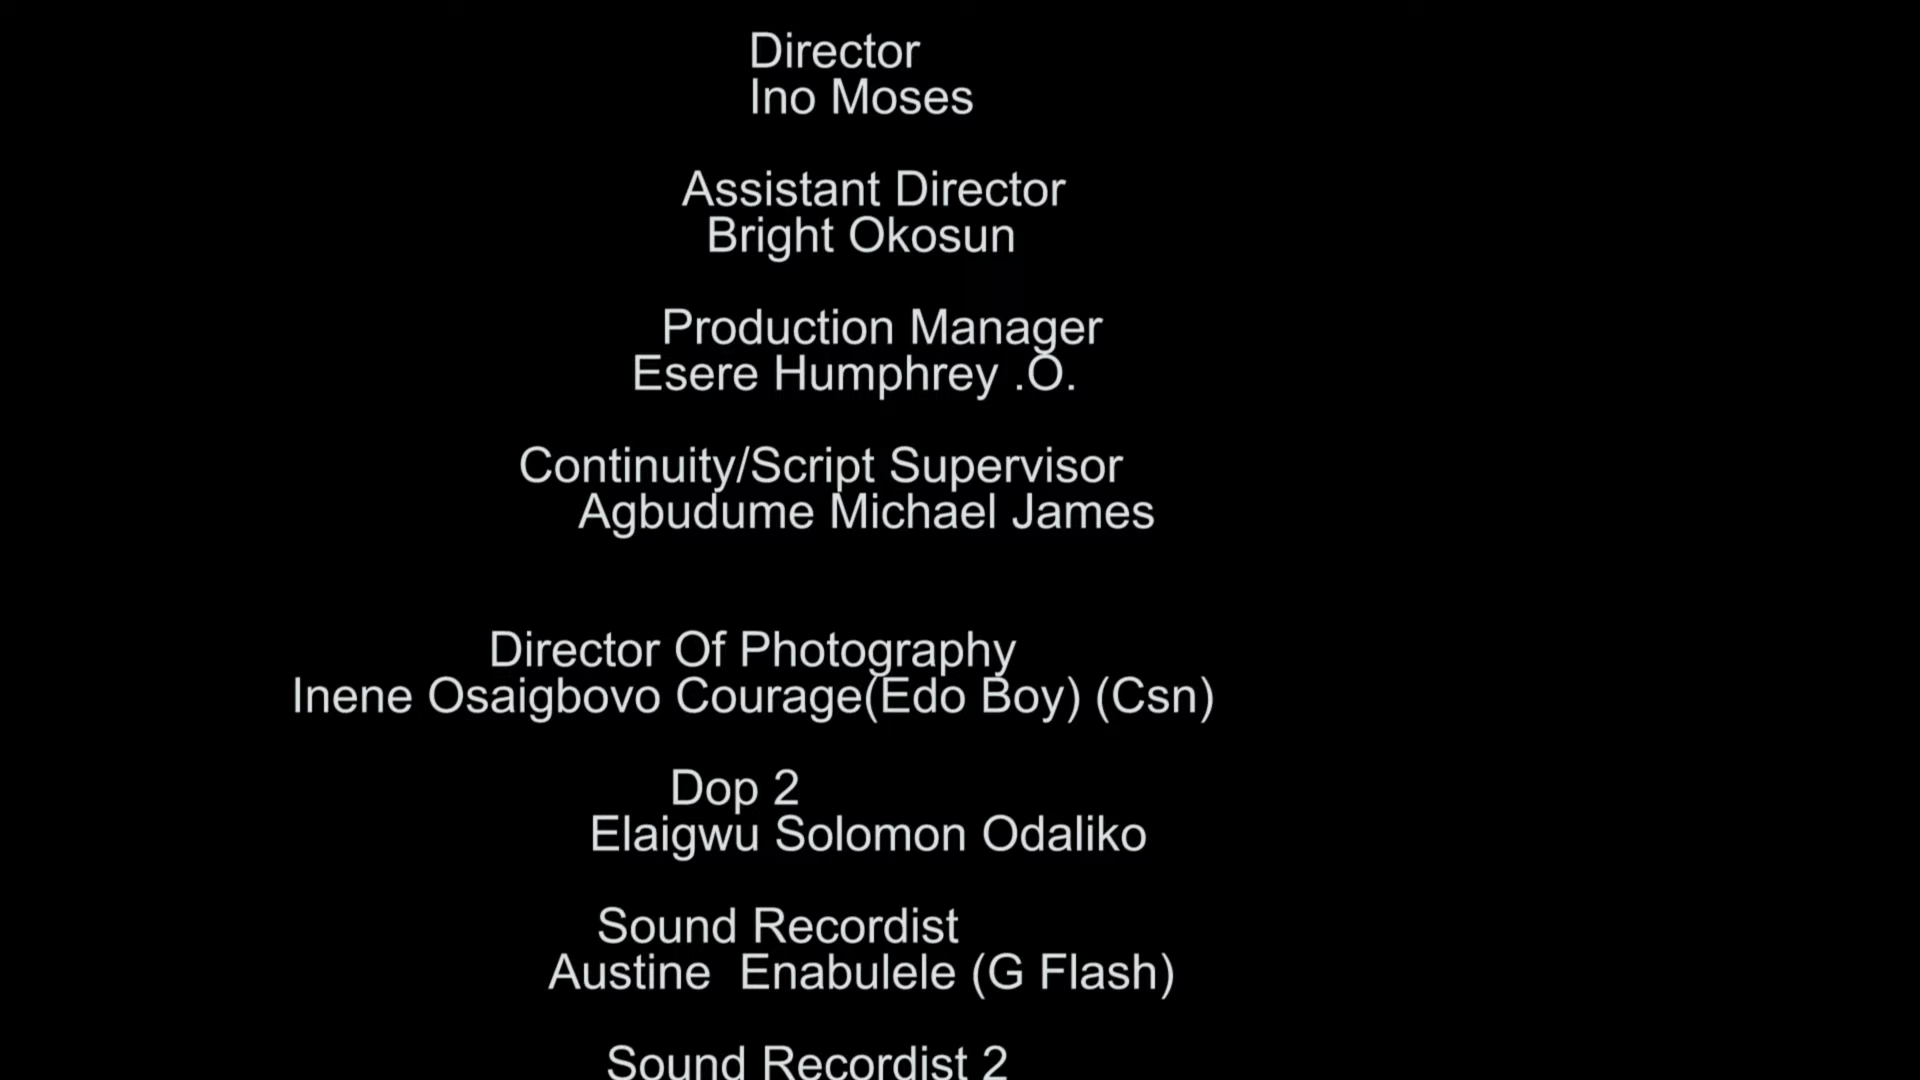 Director
Ino Moses
Assistant Director
Bright Okosun
Production Manager
Esere Humphrey .O.
Continuity/Script Supervisor
Agbudume Michael James
Director Of Photography
Inene Osaigbovo Courage(Edo Boy) (Csn)
Dop 2
Elaigwu Solomon Odaliko
Sound Recordist
Austine  Enabulele (G Flash)
Sound Recordist 2